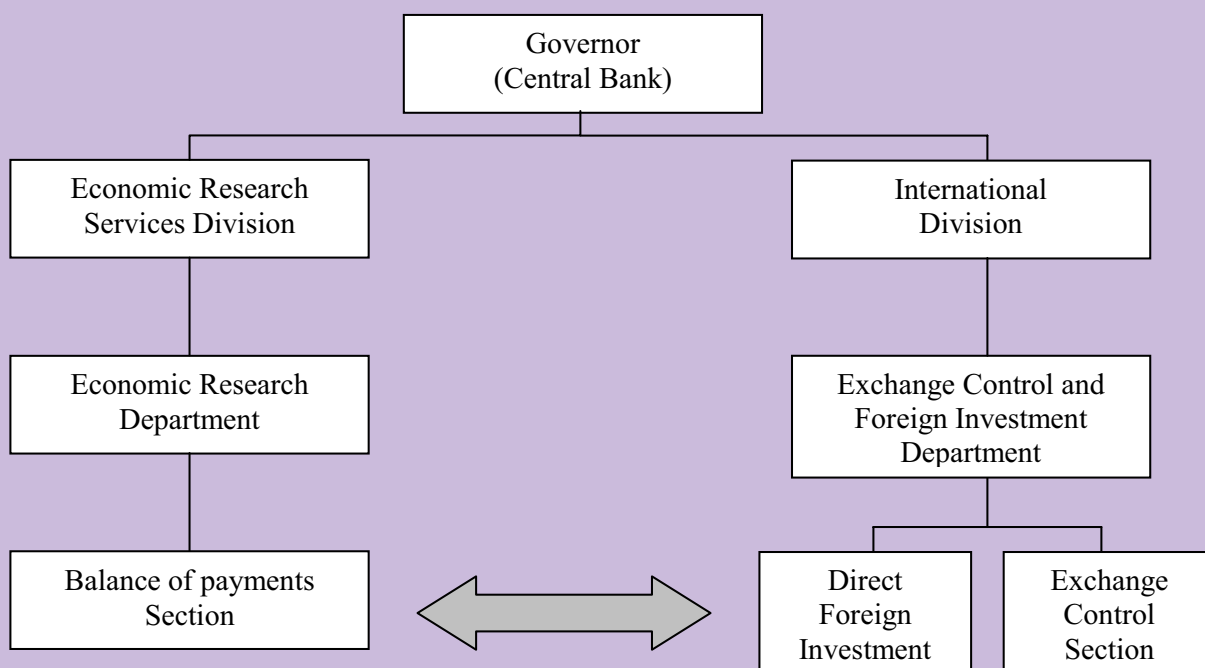 Governor
(Central Bank)
Economic Research
Services Division
International
Division
Economic Research
Department
Exchange Control and
Foreign Investment
Department
Balance of payments
Section
Direct
Foreign
Investment
Exchange
Control
Section